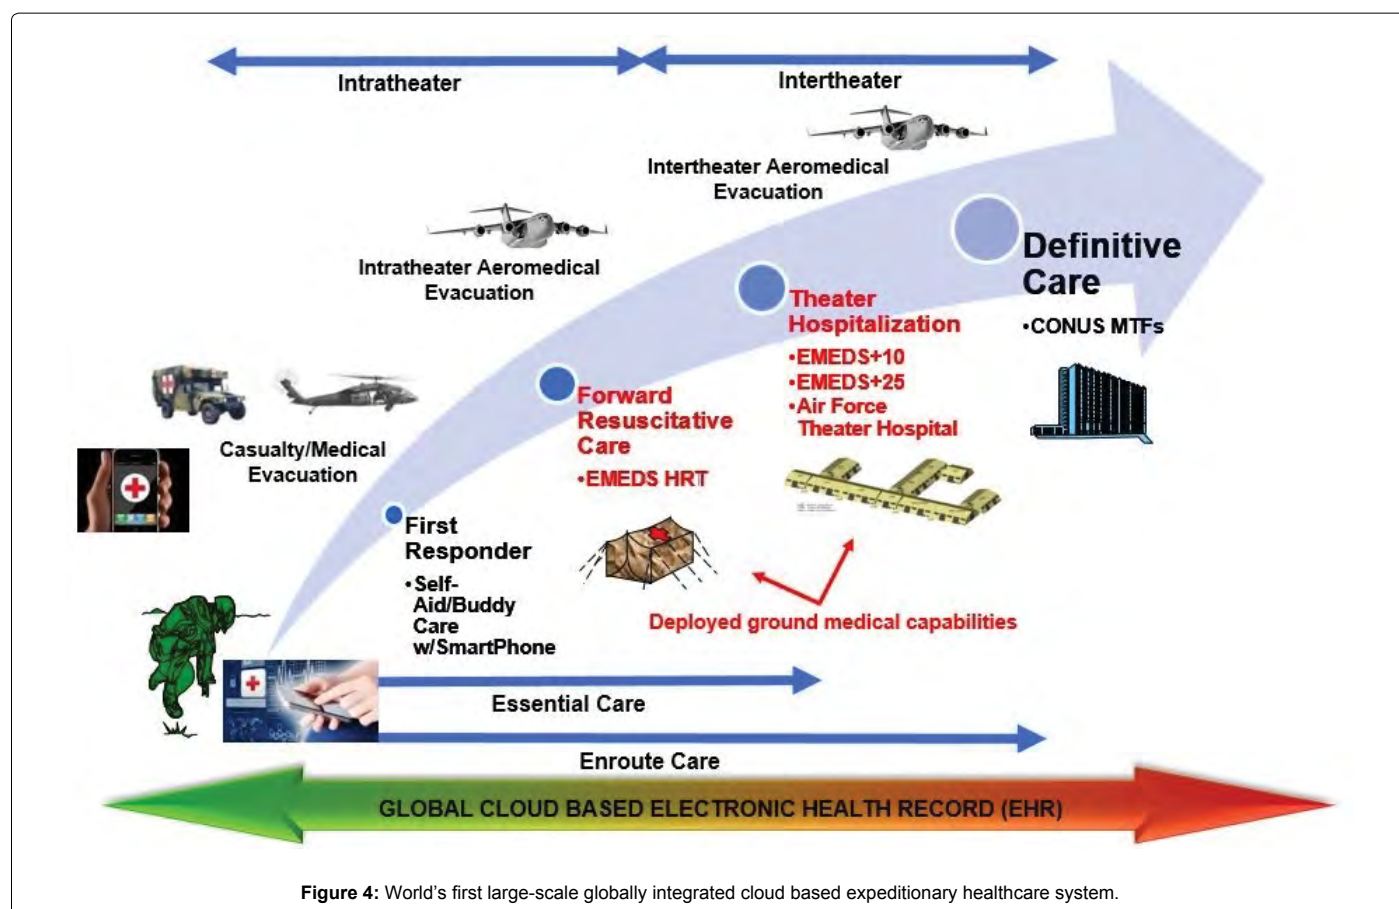 Intratheater
Intertheater
Intertheater Aeromedical
Evacuation
Intratheater Aeromedical
Evacuation
Definitive
Care
•CONUS MTFs
Theater
Hospitalization
•EMEDS+10
•EMEDS+25
•Air Force
Theater Hospital
Forward
Resuscitative
Care
•EMEDS HRT
Casualty/Medical
Evacuation
First
Responder
•Self-
Aid/Buddy
Care
w/SmartPhone
Deployed ground medical capabilities
Essential Care
Enroute Care
GLOBAL CLOUD BASED ELECTRONIC HEALTH RECORD (EHR)
Figure 4: World's first large-scale globally integrated cloud based expeditionary healthcare system.